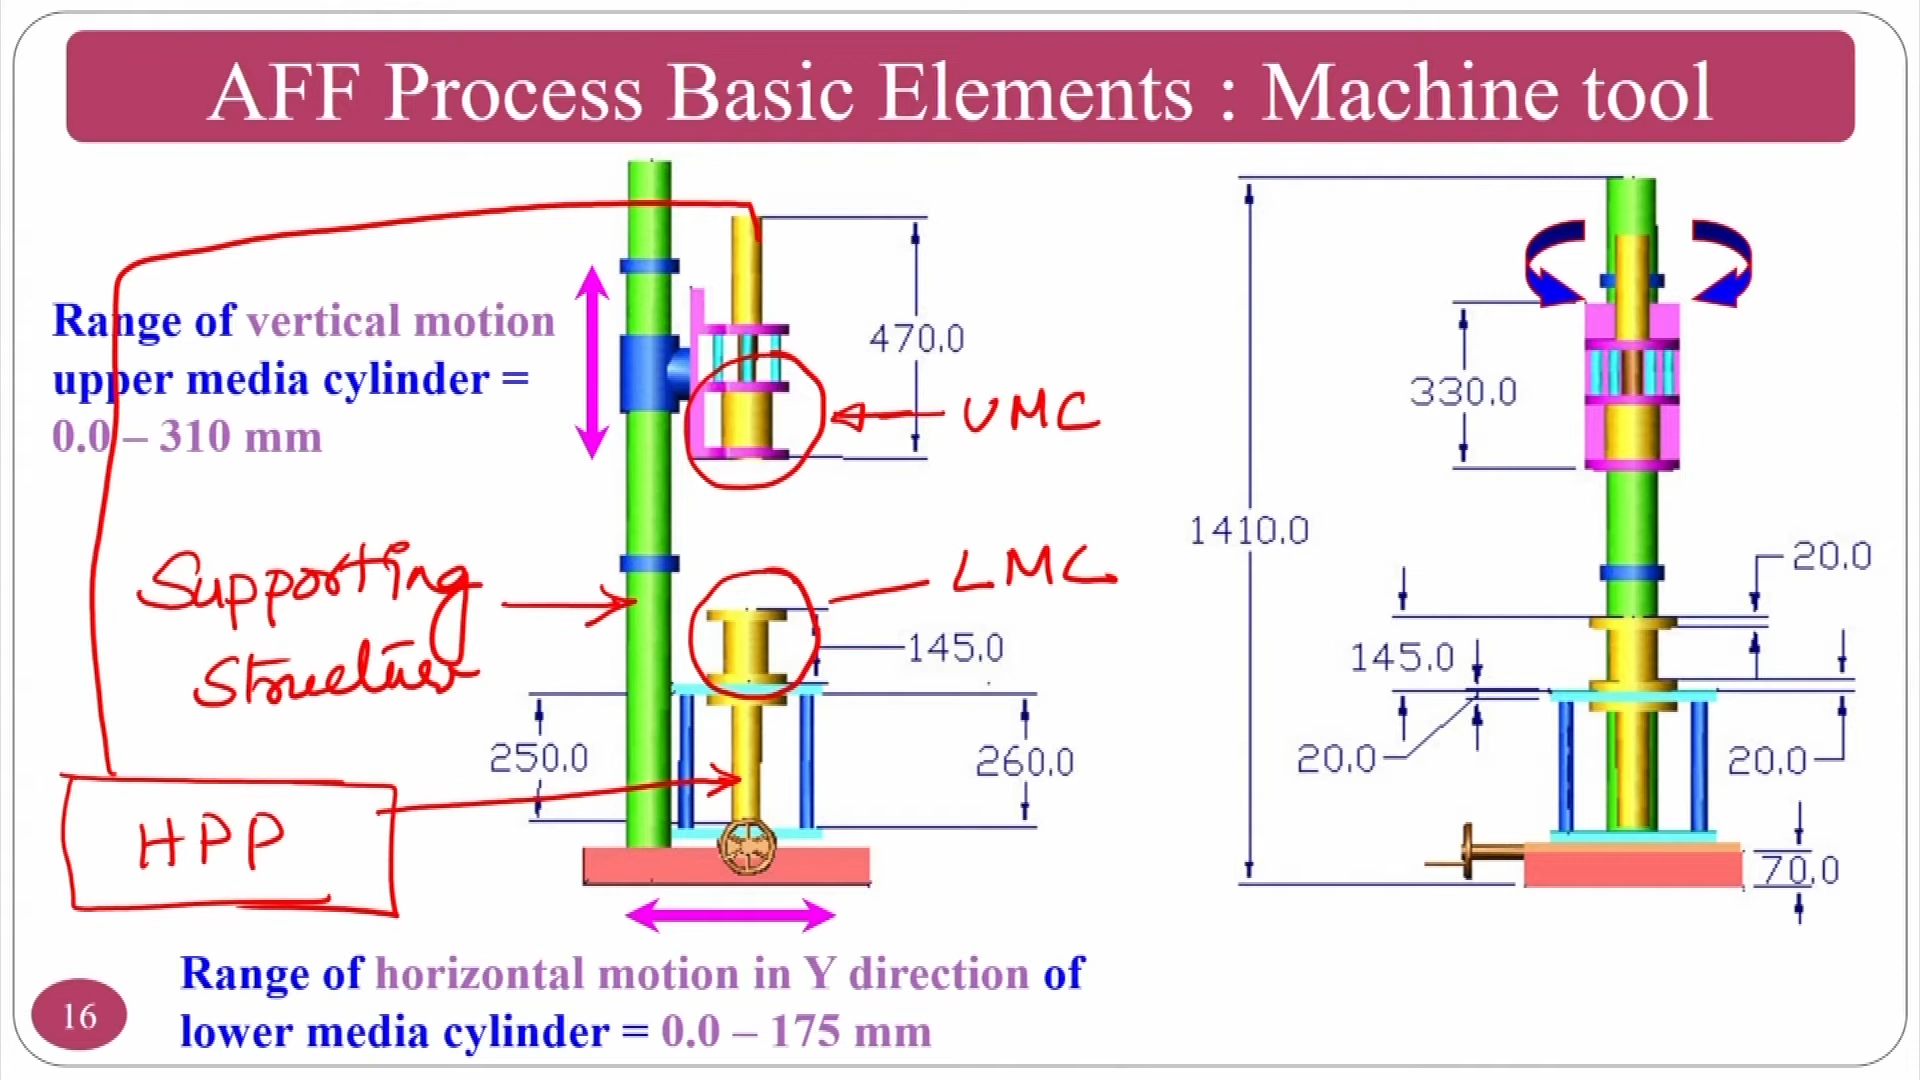 AFF Process Basic Elements : Machine tool
Range of vertical motion
upper media cylinder =
0.0 – 310 mm
470.0
UMC
Supporting
Structure
LMC
145.0
250.0
260.0
HPP
330.0
1410.0
20.0
145.0
20.0
20.0
70.0
Range of horizontal motion in Y direction of
lower media cylinder = 0.0 – 175 mm
16